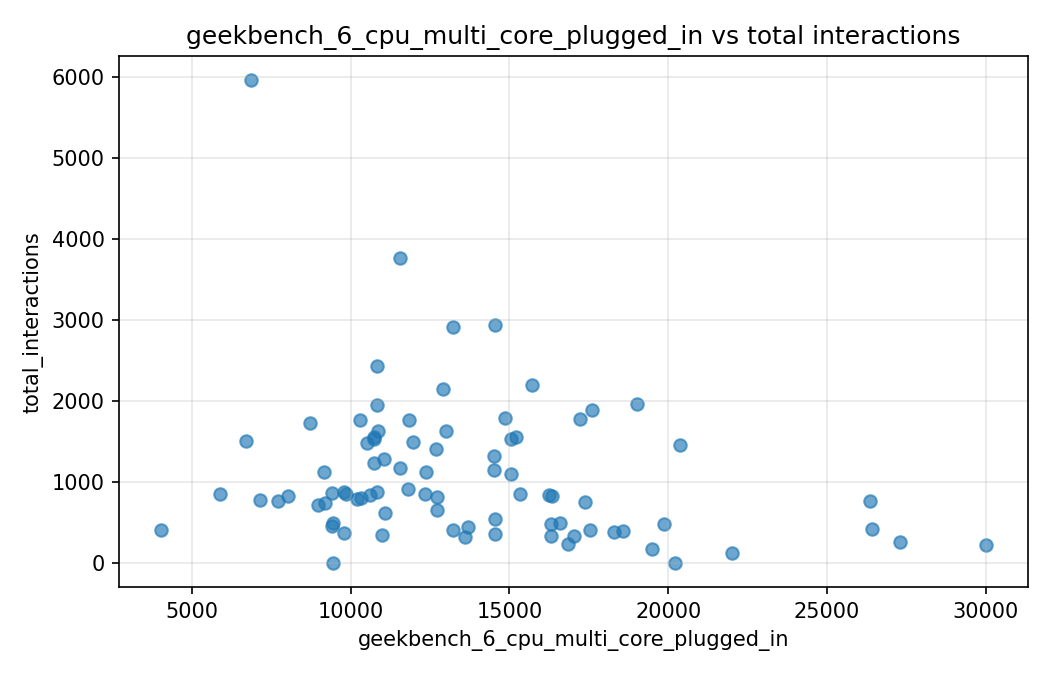 geekbench_6_cpu_multi_core_plugged_in vs total interactions
6000
5000
4000
3000
2000
1000
0
total_interactions
5000 10000 15000 20000 25000 30000
geekbench_6_cpu_multi_core_plugged_in